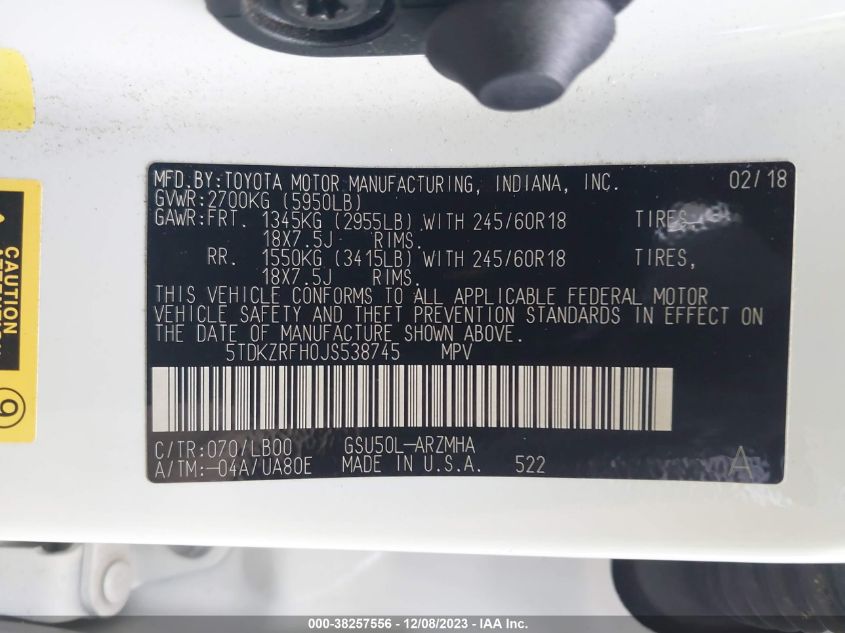 MFD.BY:TOYOTA MOTOR MANUFACTURING, INDIANA, INC. 02/18
GVWR:2700KG (5950LB)
GAWR:FRT. 1345KG (2955LB) WITH 245/60R18 TIRES,
18X7.5J RIMS.
RR. 1550KG (3415LB) WITH 245/60R18 TIRES,
18X7.5J RIMS.
THIS VEHICLE CONFORMS TO ALL APPLICABLE FEDERAL MOTOR
VEHICLE SAFETY AND THEFT PREVENTION STANDARDS IN EFFECT ON
THE DATE OF MANUFACTURE SHOWN ABOVE.
5TDKZRFH0JS538745 MPV
C/TR:070/LB00 GSU50L-ARZMHA
A/TM:-04A/UA80E MADE IN U.S.A. 522 A
CAUTION
9
000-38257556 - 12/08/2023 - IAA Inc.